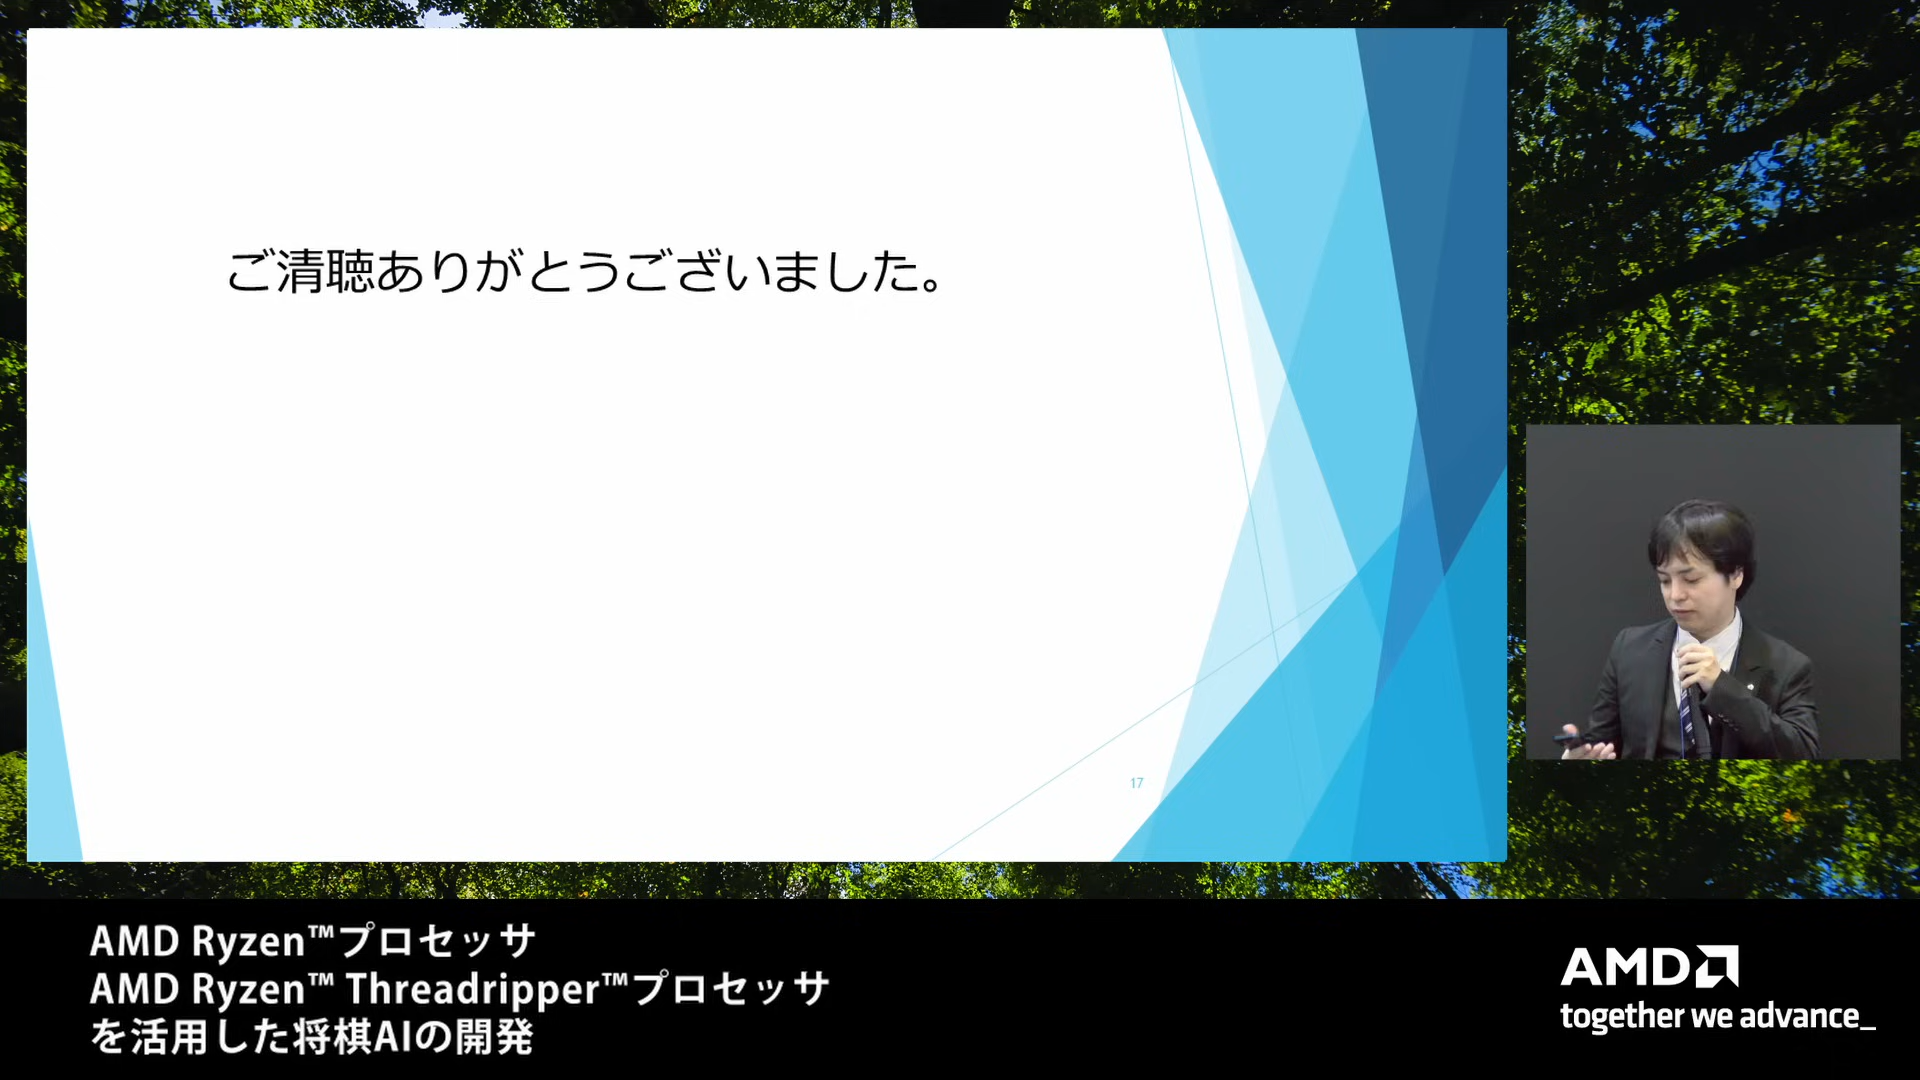 ご清聴ありがとうございました。
17
AMD Ryzen™プロセッサ
AMD Ryzen™ Threadripper™プロセッサ
を活用した将棋AIの開発
AMD
together we advance_